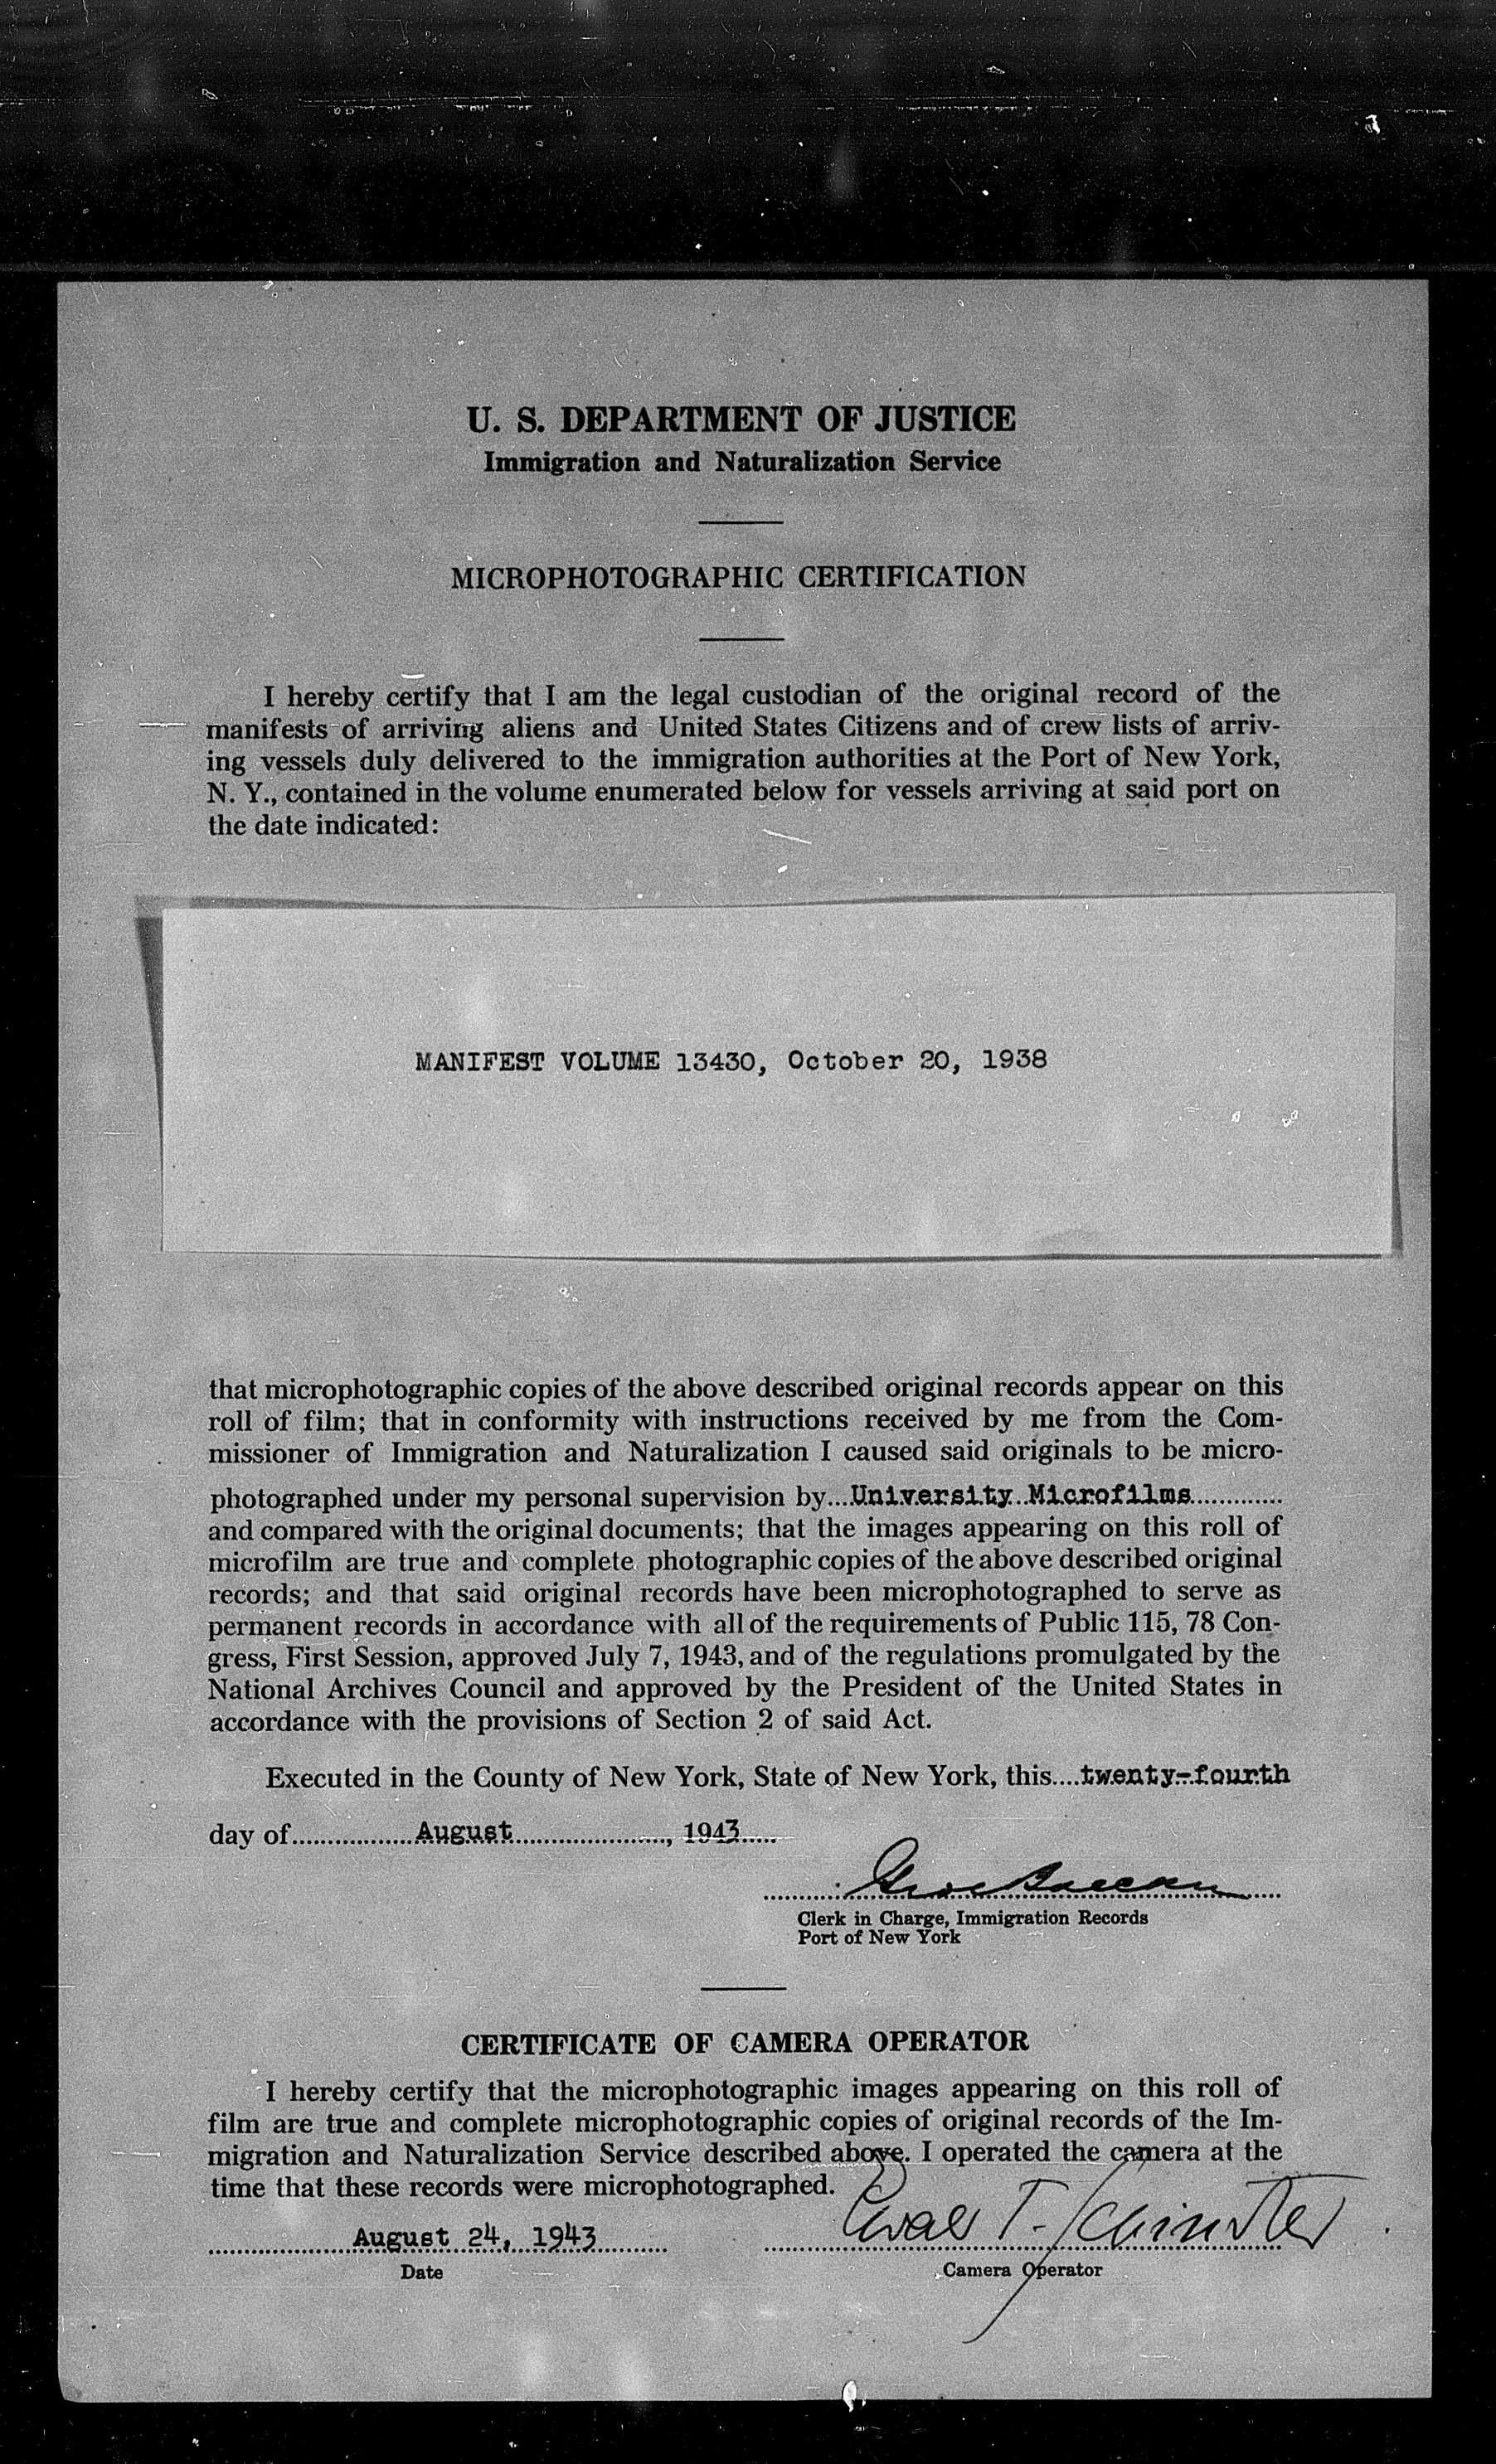 U. S. DEPARTMENT OF JUSTICE
Immigration and Naturalization Service
MICROPHOTOGRAPHIC CERTIFICATION
I hereby certify that I am the legal custodian of the original record of the
manifests of arriving aliens and United States Citizens and of crew lists of arriv-
ing vessels duly delivered to the immigration authorities at the Port of New York,
N. Y., contained in the volume enumerated below for vessels arriving at said port on
the date indicated:
MANIFEST VOLUME 13430, October 20, 1938
that microphotographic copies of the above described original records appear on this
roll of film; that in conformity with instructions received by me from the Com-
missioner of Immigration and Naturalization I caused said originals to be micro-
photographed under my personal supervision by....University Microfilms............
and compared with the original documents; that the images appearing on this roll of
microfilm are true and complete photographic copies of the above described original
records; and that said original records have been microphotographed to serve as
permanent records in accordance with all of the requirements of Public 115, 78 Con-
gress, First Session, approved July 7, 1943, and of the regulations promulgated by the
National Archives Council and approved by the President of the United States in
accordance with the provisions of Section 2 of said Act.
Executed in the County of New York, State of New York, this....twenty-fourth
day of..................August......................, 1943.....
Clerk in Charge, Immigration Records
Port of New York
CERTIFICATE OF CAMERA OPERATOR
I hereby certify that the microphotographic images appearing on this roll of
film are true and complete microphotographic copies of original records of the Im-
migration and Naturalization Service described above. I operated the camera at the
time that these records were microphotographed.
August 24, 1943
T. Schindler
Date
Camera Operator